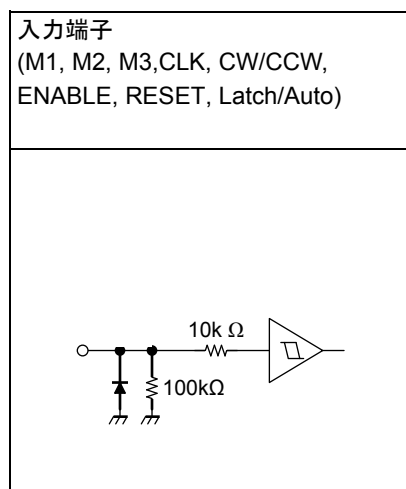 入力端子
(M1, M2, M3,CLK, CW/CCW,
ENABLE, RESET, Latch/Auto)
10k Ω
100kΩ